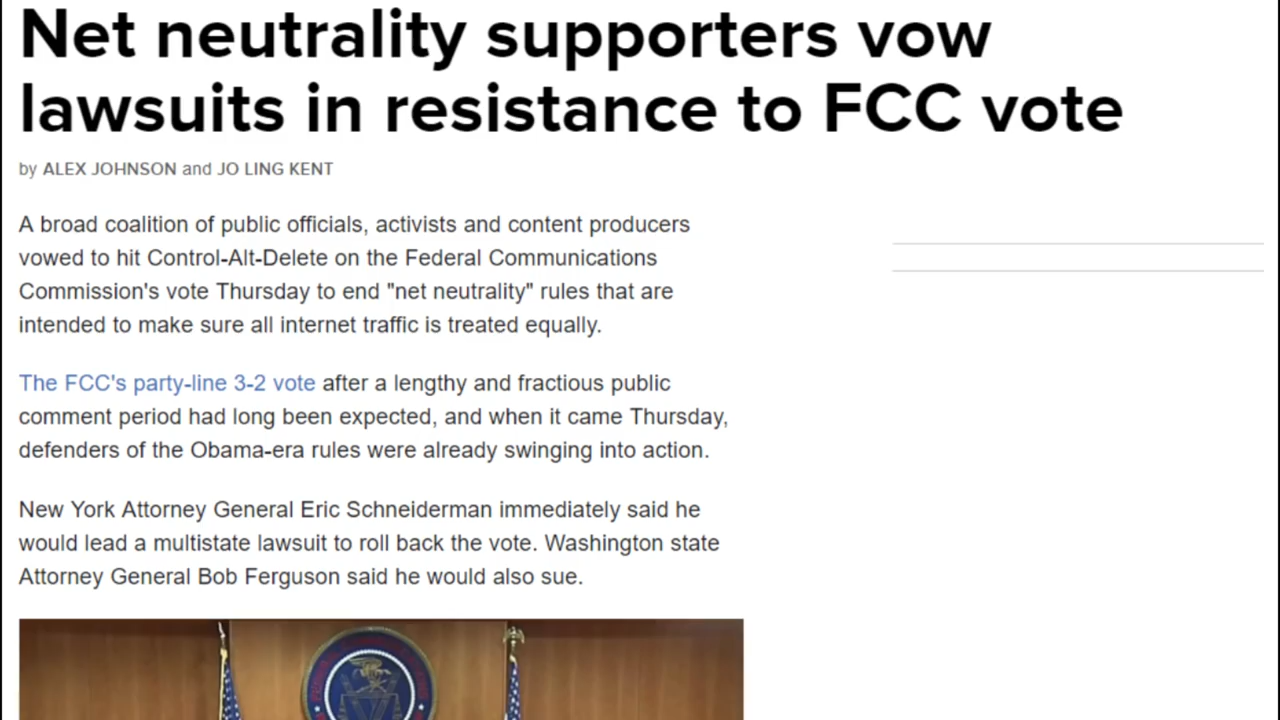 Net neutrality supporters vow
lawsuits in resistance to FCC vote
by ALEX JOHNSON and JO LING KENT
A broad coalition of public officials, activists and content producers
vowed to hit Control-Alt-Delete on the Federal Communications
Commission's vote Thursday to end "net neutrality" rules that are
intended to make sure all internet traffic is treated equally.
The FCC's party-line 3-2 vote after a lengthy and fractious public
comment period had long been expected, and when it came Thursday,
defenders of the Obama-era rules were already swinging into action.
New York Attorney General Eric Schneiderman immediately said he
would lead a multistate lawsuit to roll back the vote. Washington state
Attorney General Bob Ferguson said he would also sue.